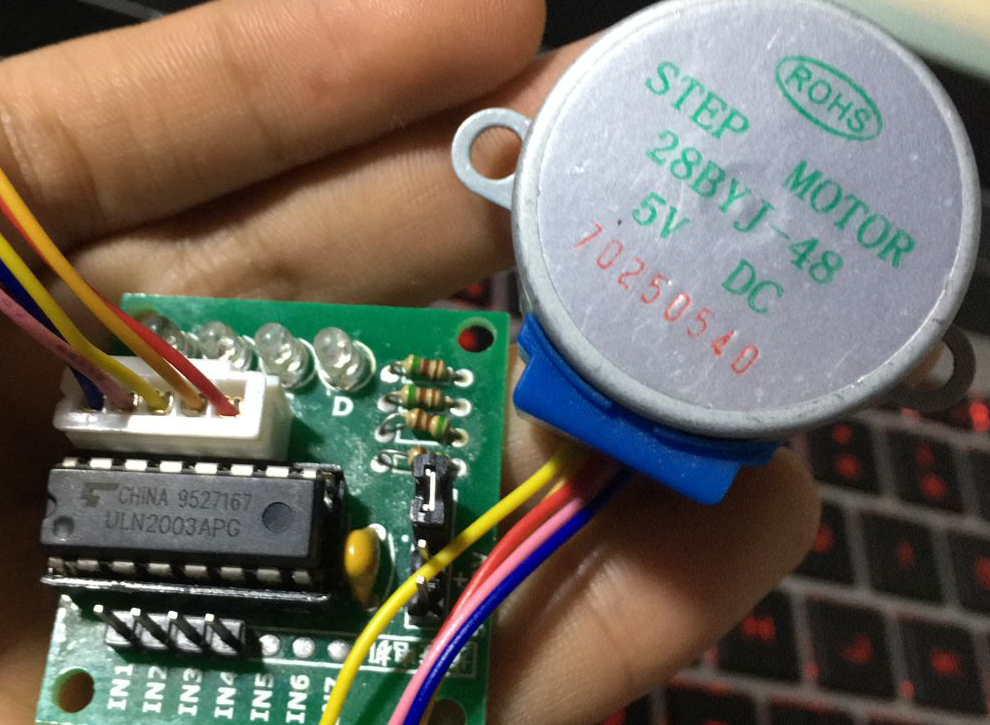 ROHS
STEP MOTOR
28BYJ-48
5V DC
70250540
D
CHINA 9527167
ULN2003APG
IN1
IN2
IN3
IN4
IN5
IN6